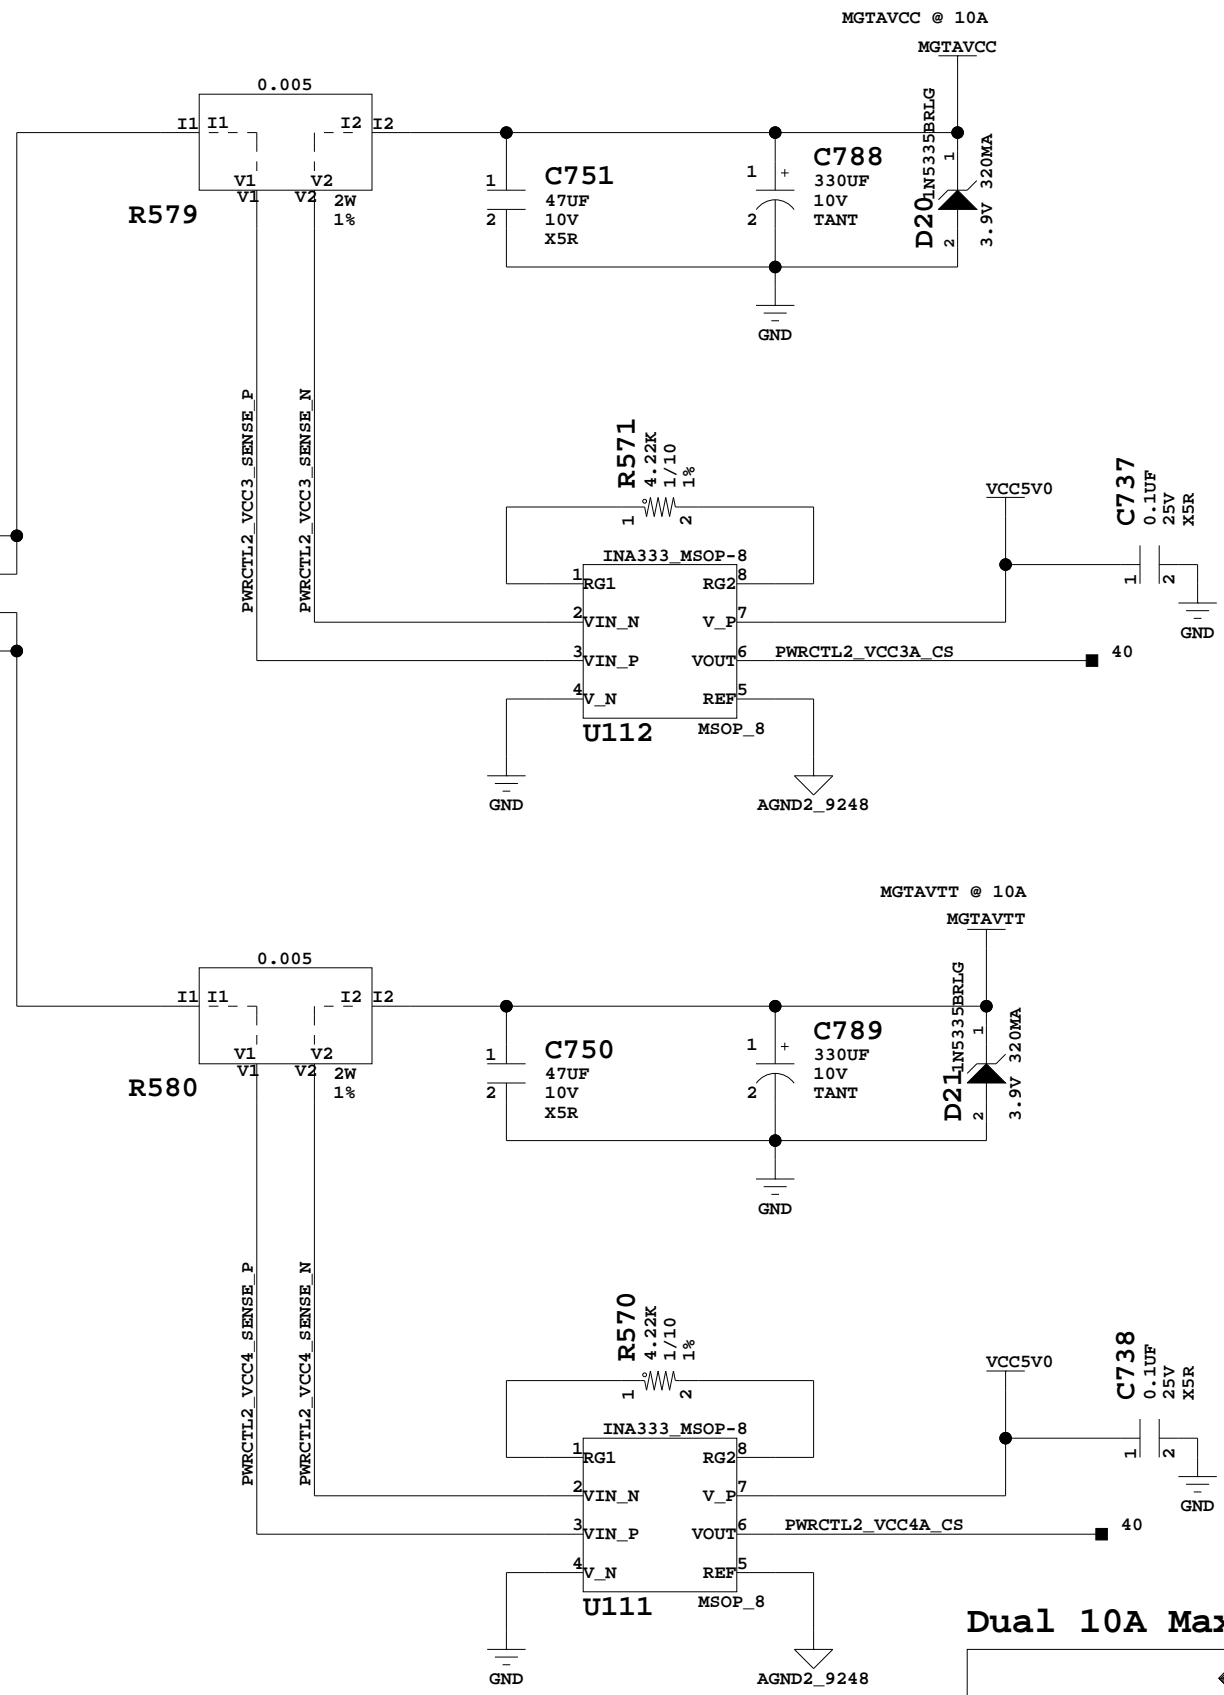 MGTAVCC @ 10A
MGTAVCC
0.005
I1 I1 I2 I2
V1 V2
V1 V2
2W
1%
R579
1
2
C751
47UF
10V
X5R
1 +
2
C788
330UF
10V
TANT
D20
1N5335BRLG
1
2
3.9V 320MA
GND
PWRCTL2_VCC3_SENSE_P
PWRCTL2_VCC3_SENSE_N
R571
4.22K
1/10
1%
1 2
INA333_MSOP-8
1 RG1 RG2 8
2 VIN_N V_P 7
3 VIN_P VOUT 6
4 V_N REF 5
U112
MSOP_8
VCC5V0
C737
0.1UF
25V
X5R
1 2
GND
PWRCTL2_VCC3A_CS
40
GND
AGND2_9248
MGTAVTT @ 10A
MGTAVTT
0.005
I1 I1 I2 I2
V1 V2
V1 V2
2W
1%
R580
1
2
C750
47UF
10V
X5R
1 +
2
C789
330UF
10V
TANT
D21
1N5335BRLG
1
2
3.9V 320MA
GND
PWRCTL2_VCC4_SENSE_P
PWRCTL2_VCC4_SENSE_N
R570
4.22K
1/10
1%
1 2
INA333_MSOP-8
1 RG1 RG2 8
2 VIN_N V_P 7
3 VIN_P VOUT 6
4 V_N REF 5
U111
MSOP_8
VCC5V0
C738
0.1UF
25V
X5R
1 2
GND
PWRCTL2_VCC4A_CS
40
GND
AGND2_9248
Dual 10A Max